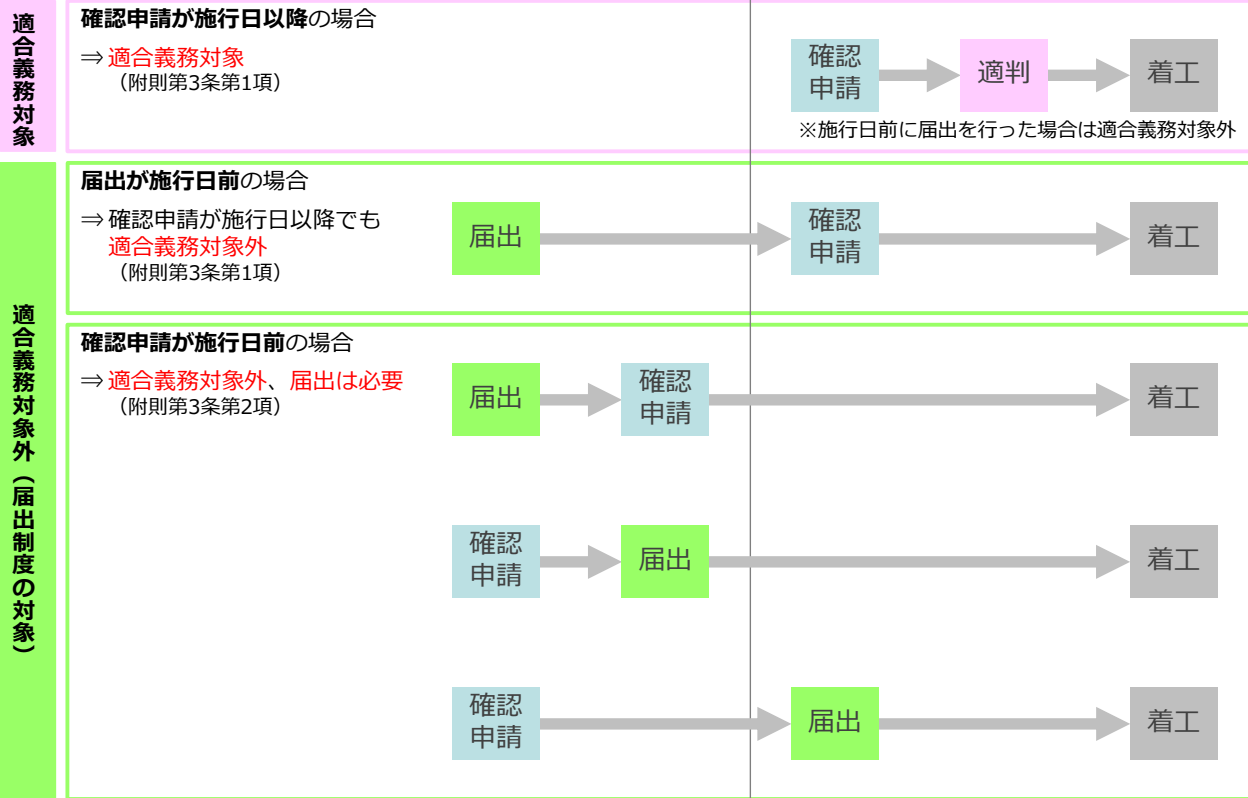 適合義務対象
確認申請が施行日以降の場合
⇒ 適合義務対象
（附則第3条第1項）
確認
申請
適判
着工
※施行日前に届出を行った場合は適合義務対象外
適合義務対象外（届出制度の対象）
届出が施行日前の場合
⇒ 確認申請が施行日以降でも
適合義務対象外
（附則第3条第1項）
届出
確認
申請
着工
確認申請が施行日前の場合
⇒ 適合義務対象外、届出は必要
（附則第3条第2項）
届出
確認
申請
着工
確認
申請
届出
着工
確認
申請
届出
着工